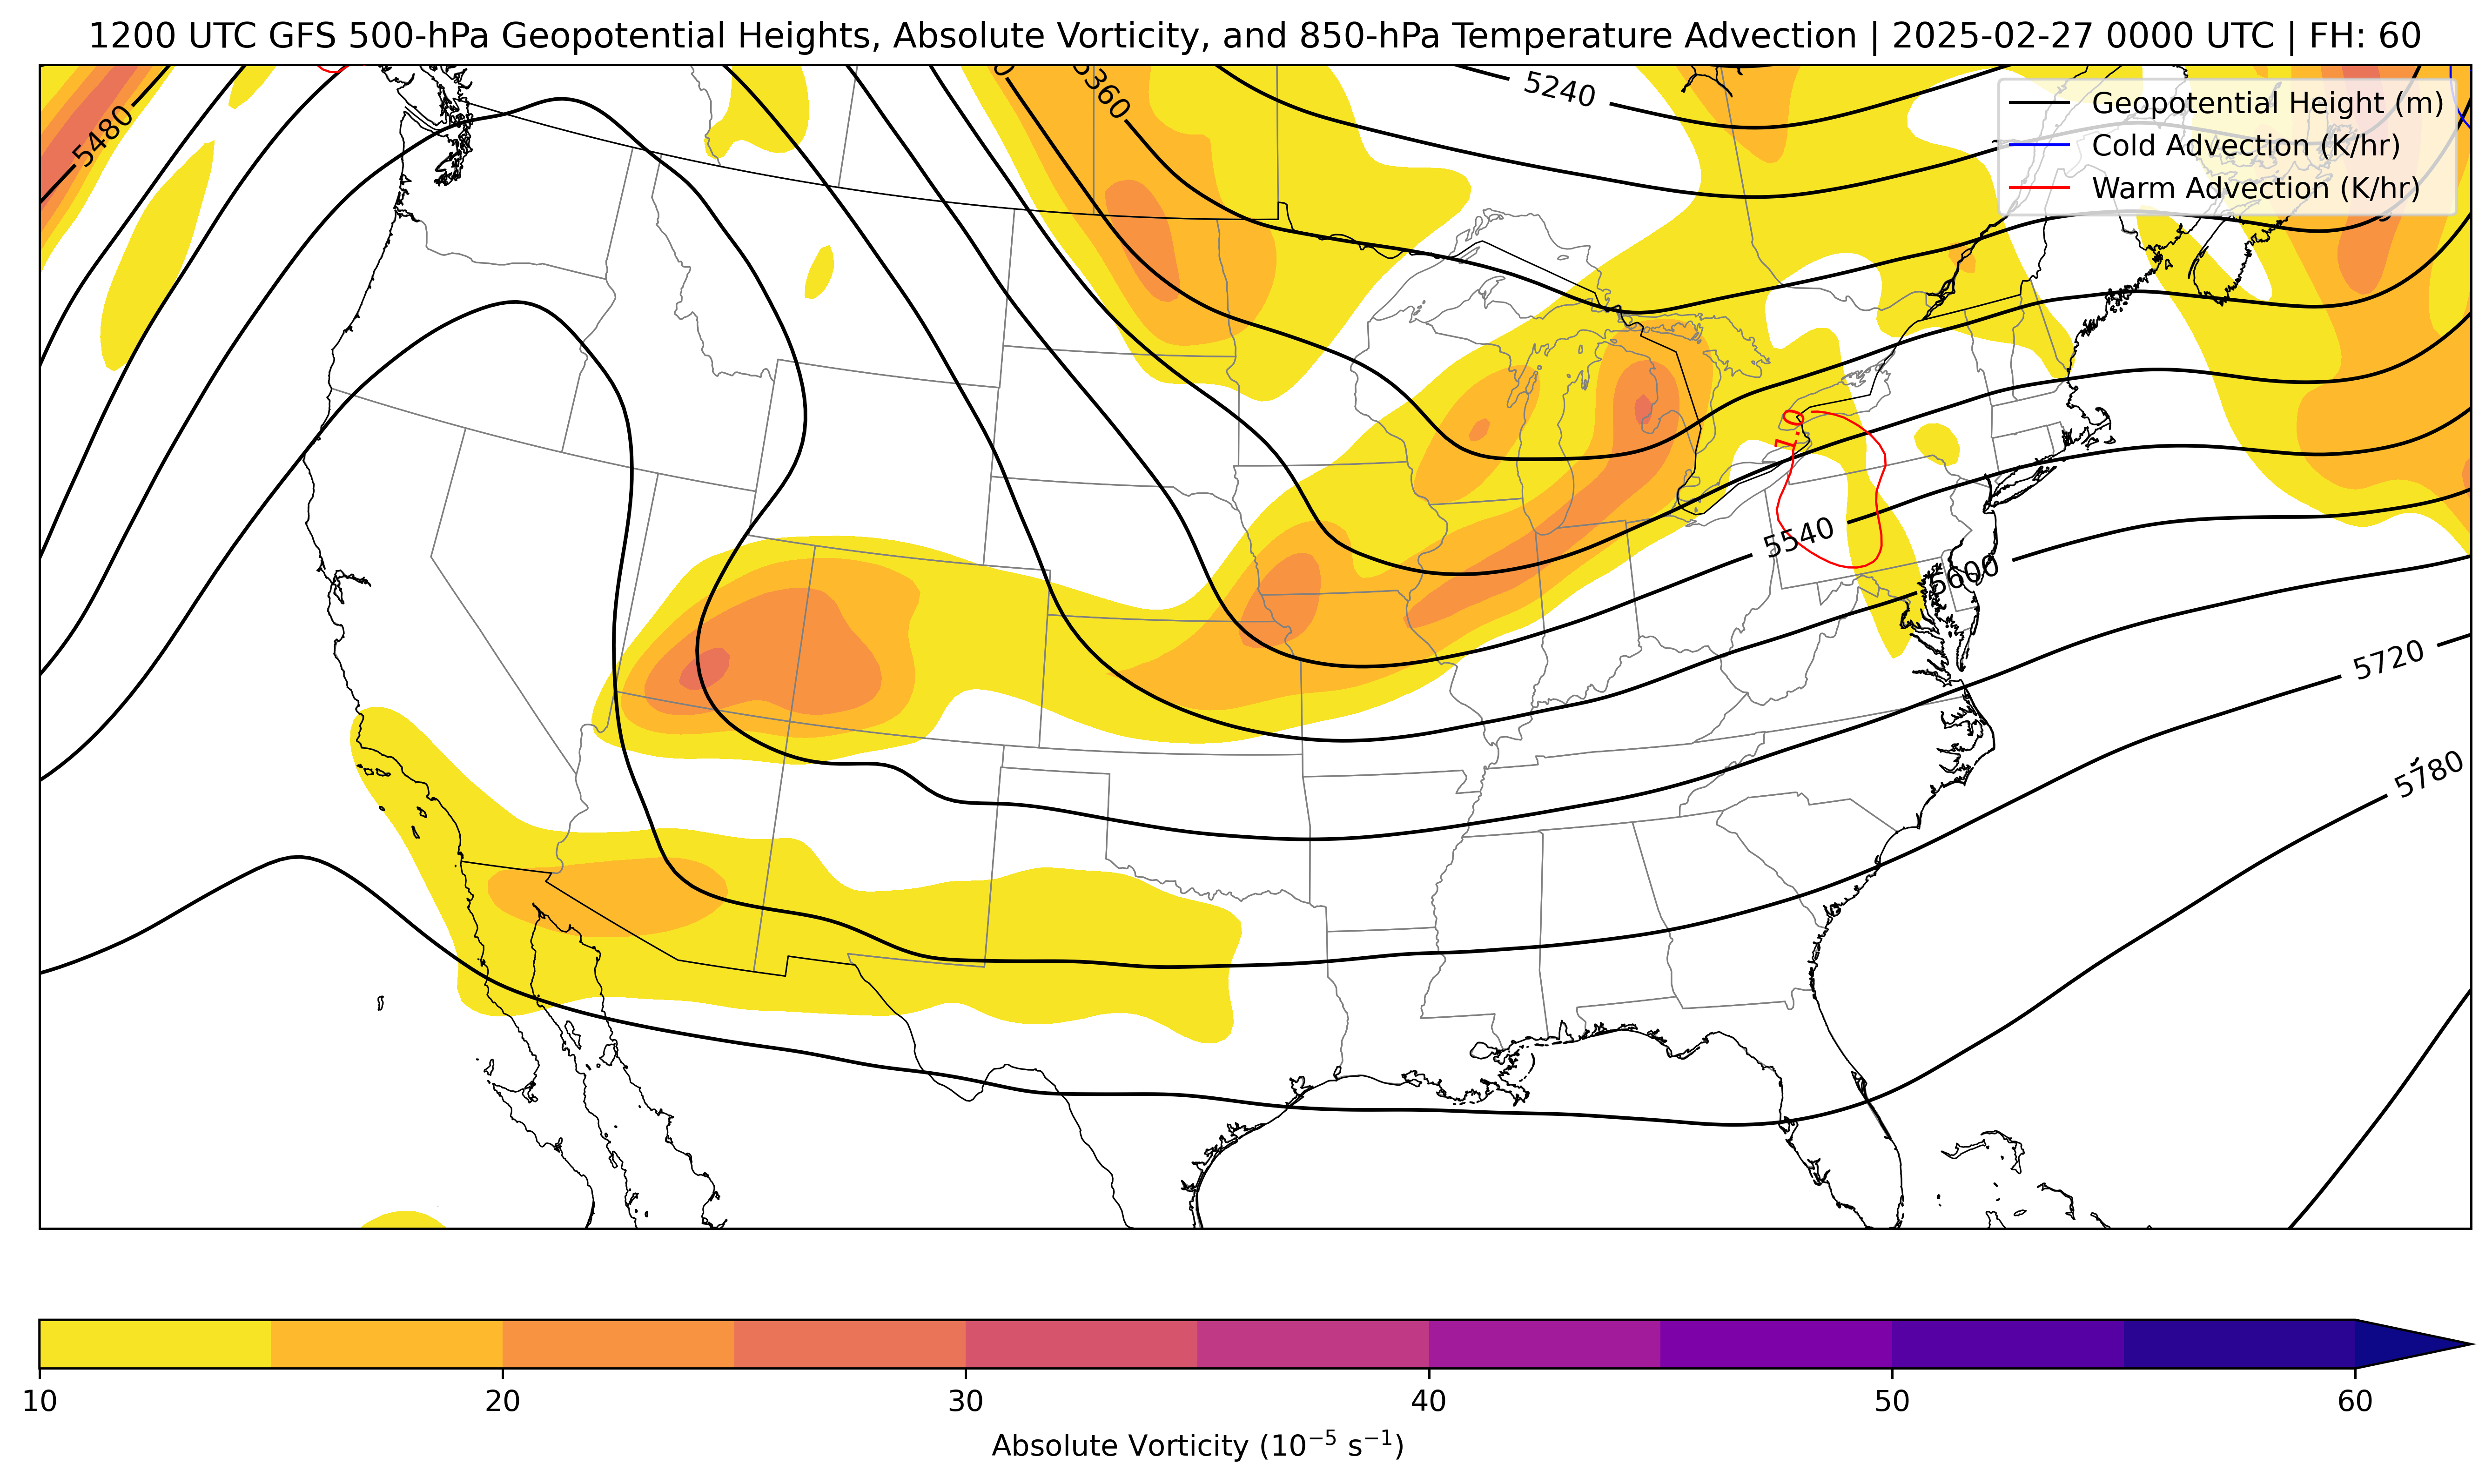 1200 UTC GFS 500-hPa Geopotential Heights, Absolute Vorticity, and 850-hPa Temperature Advection | 2025-02-27 0000 UTC | FH: 60
5480
5360
5240
Geopotential Height (m)
Cold Advection (K/hr)
Warm Advection (K/hr)
1.0
5540
5600
5720
5780
10 20 30 40 50 60
Absolute Vorticity (10⁻⁵ s⁻¹)